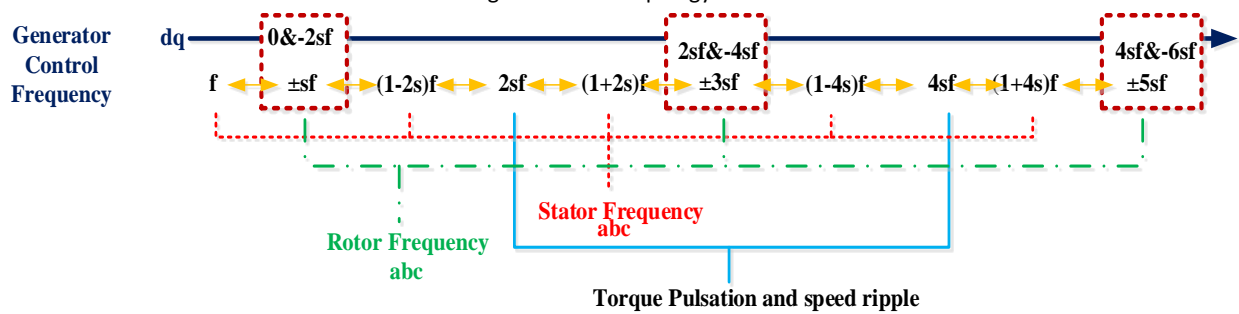 Generator
Control
Frequency
dq
0&-2sf
2sf&-4sf
4sf&-6sf
f
±sf
(1-2s)f
2sf
(1+2s)f
±3sf
(1-4s)f
4sf
(1+4s)f
±5sf
Stator Frequency
abc
Rotor Frequency
abc
Torque Pulsation and speed ripple